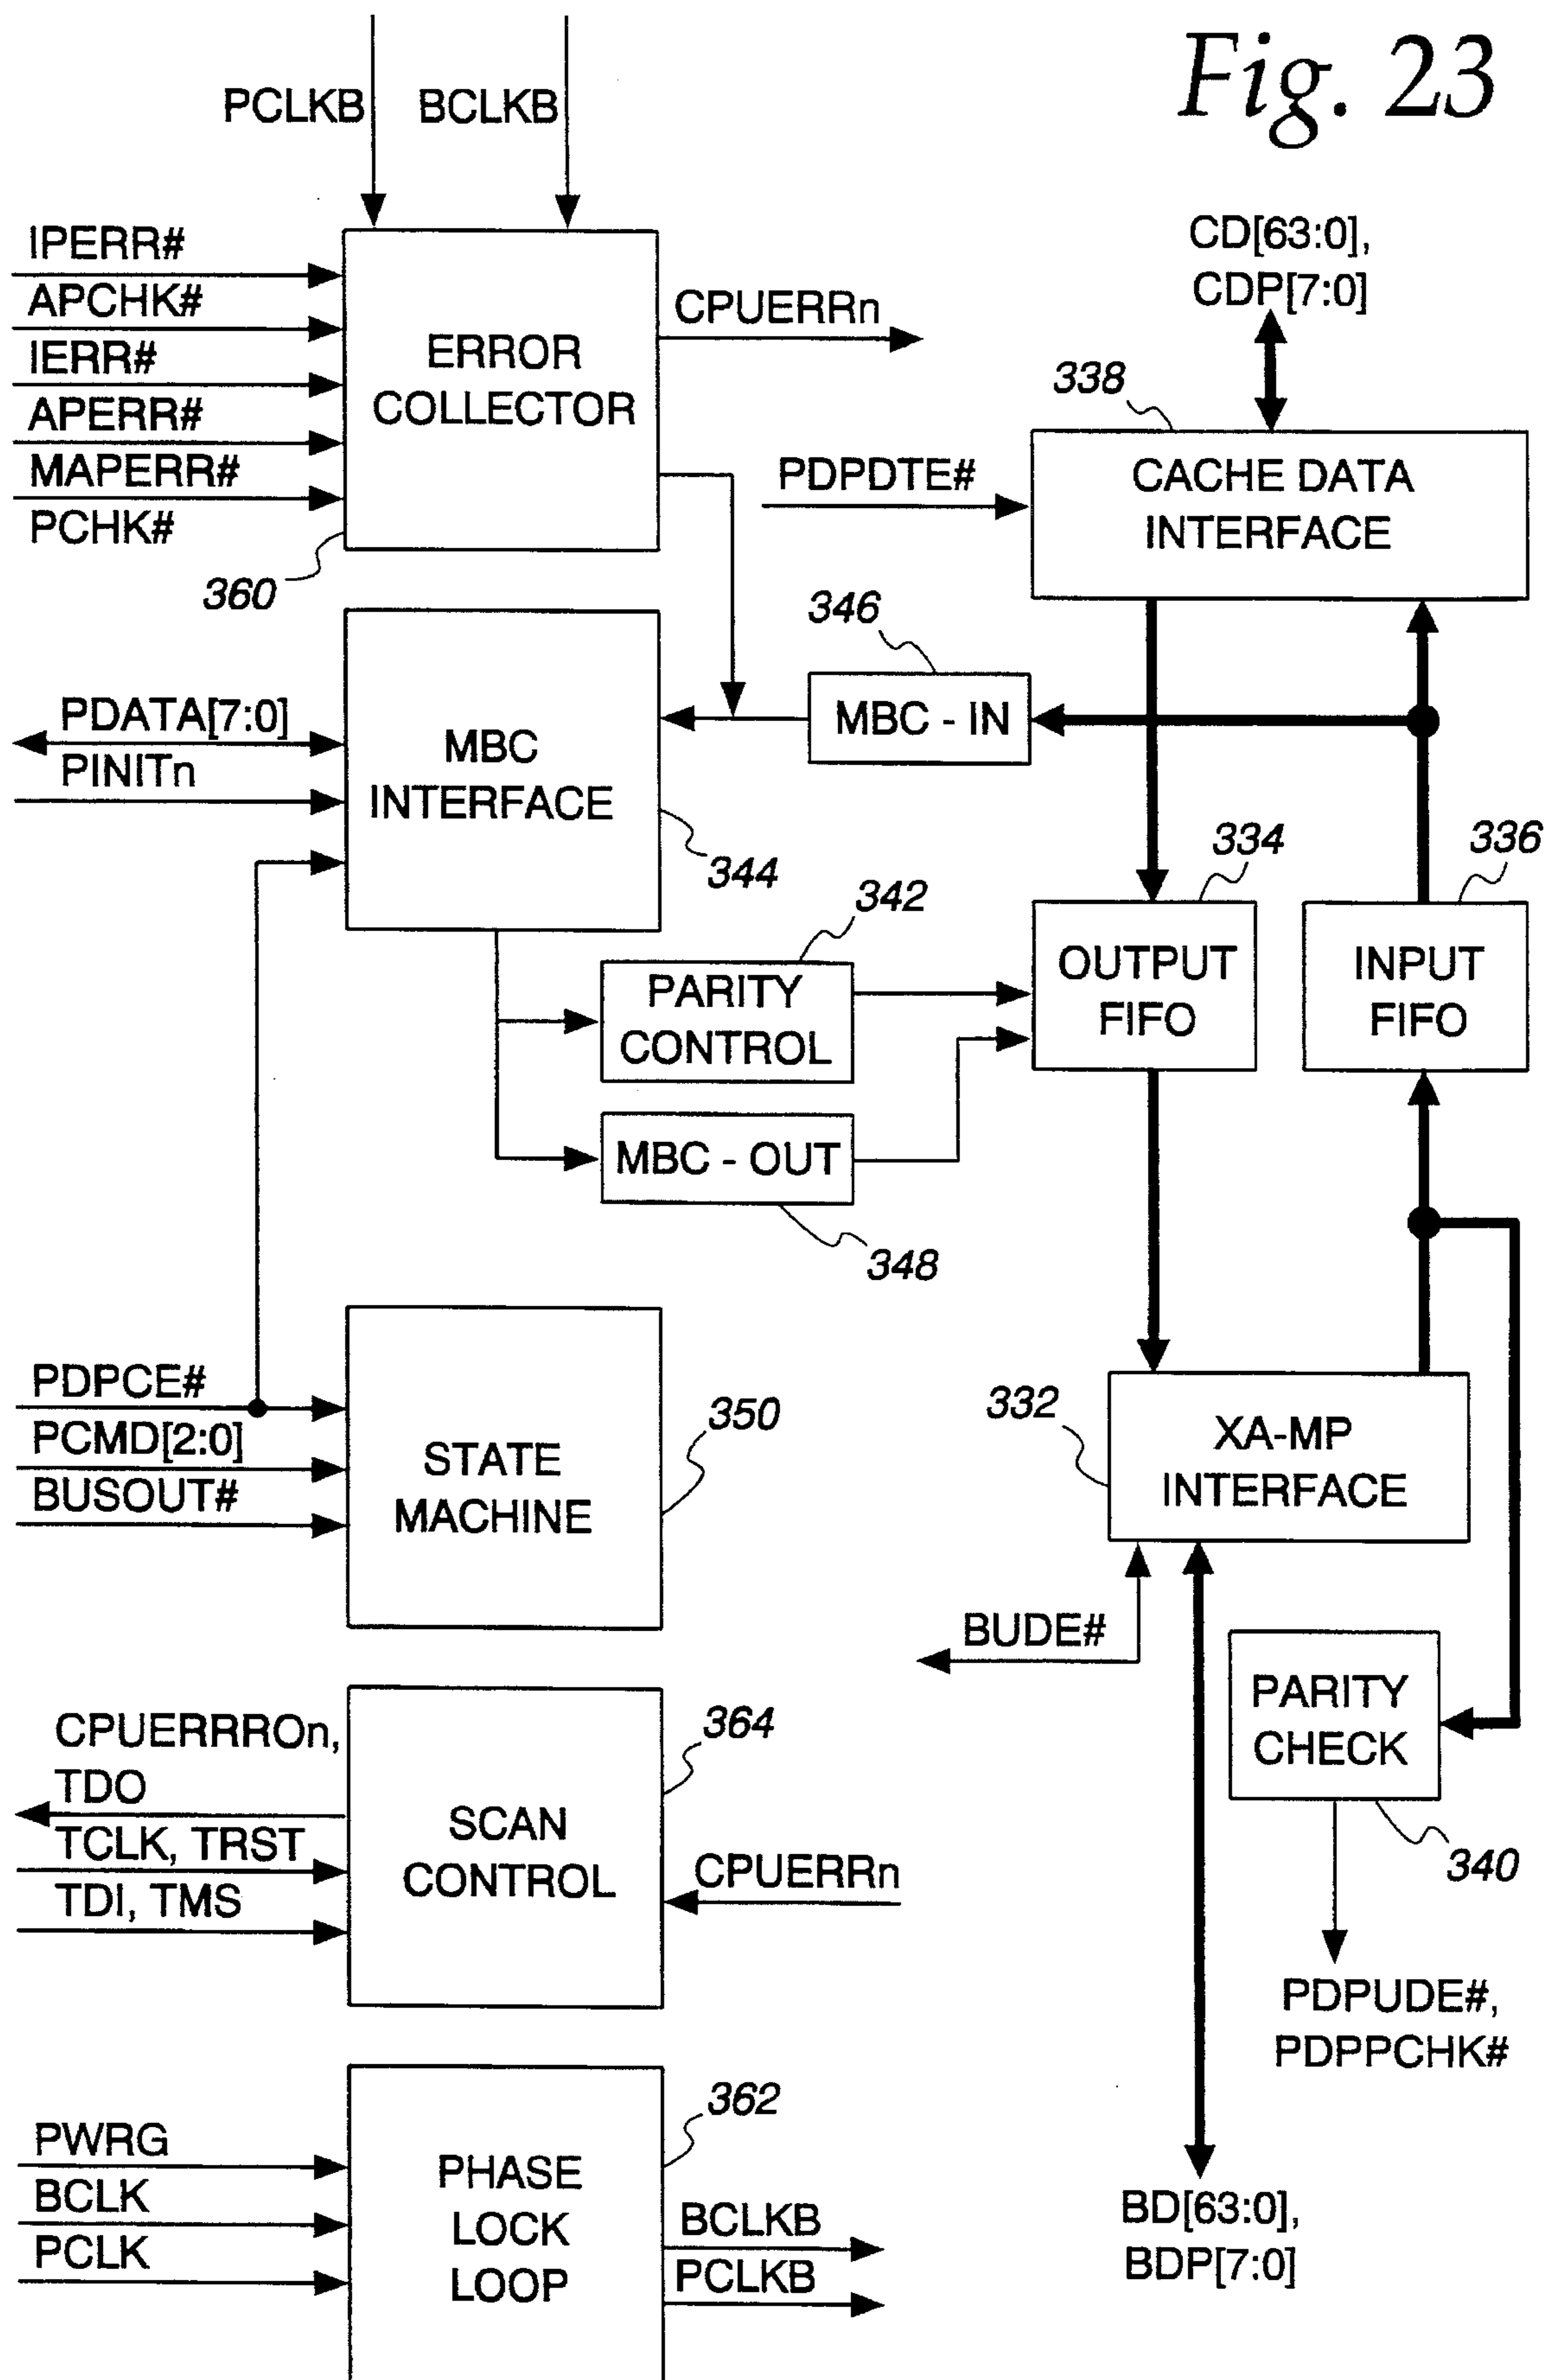 Fig. 23
PCLKB
BCLKB
IPERR#
APCHK#
IERR#
APERR#
MAPERR#
PCHK#
ERROR
COLLECTOR
360
CPUERRn
CD[63:0],
CDP[7:0]
338
PDPDTE#
CACHE DATA
INTERFACE
346
MBC - IN
PDATA[7:0]
PINITn
MBC
INTERFACE
344
342
PARITY
CONTROL
MBC - OUT
348
334
OUTPUT
FIFO
336
INPUT
FIFO
PDPCE#
PCMD[2:0]
BUSOUT#
STATE
MACHINE
350
332
XA-MP
INTERFACE
BUDE#
PARITY
CHECK
340
PDPUDE#,
PDPPCHK#
CPUERRROn,
TDO
TCLK, TRST
TDI, TMS
SCAN
CONTROL
364
CPUERRn
PWRG
BCLK
PCLK
PHASE
LOCK
LOOP
362
BCLKB
PCLKB
BD[63:0],
BDP[7:0]